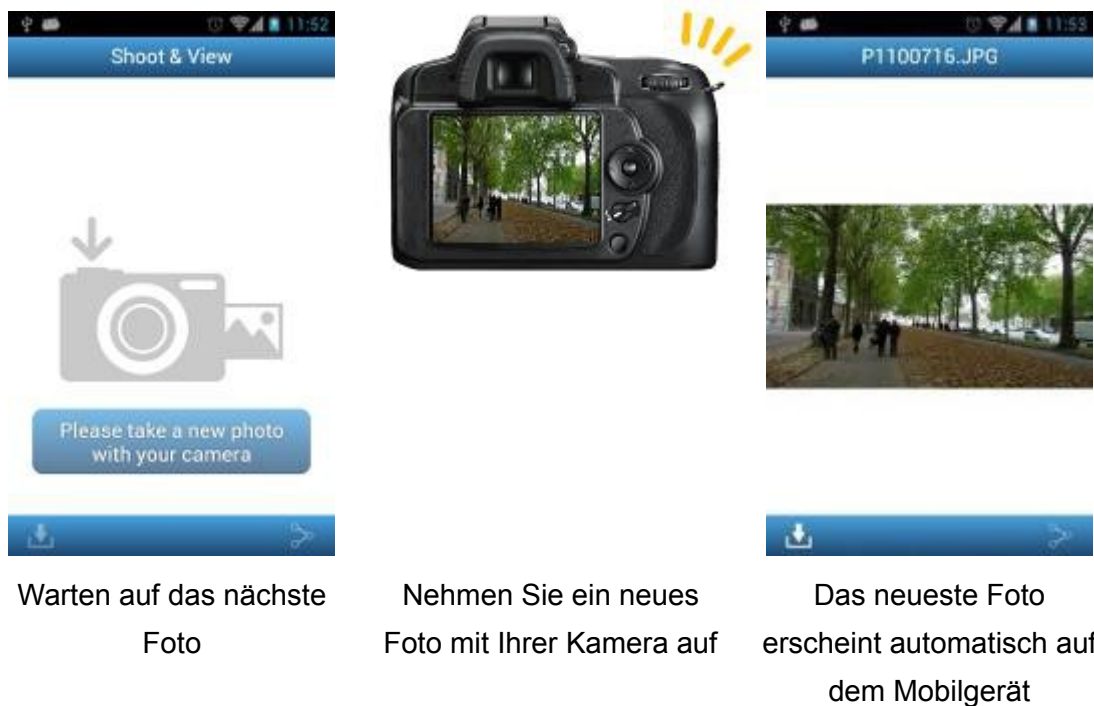 11:52
Shoot & View
Please take a new photo
with your camera
Warten auf das nächste
Foto
Nehmen Sie ein neues
Foto mit Ihrer Kamera auf
11:53
P1100716.JPG
Das neueste Foto
erscheint automatisch auf
dem Mobilgerät